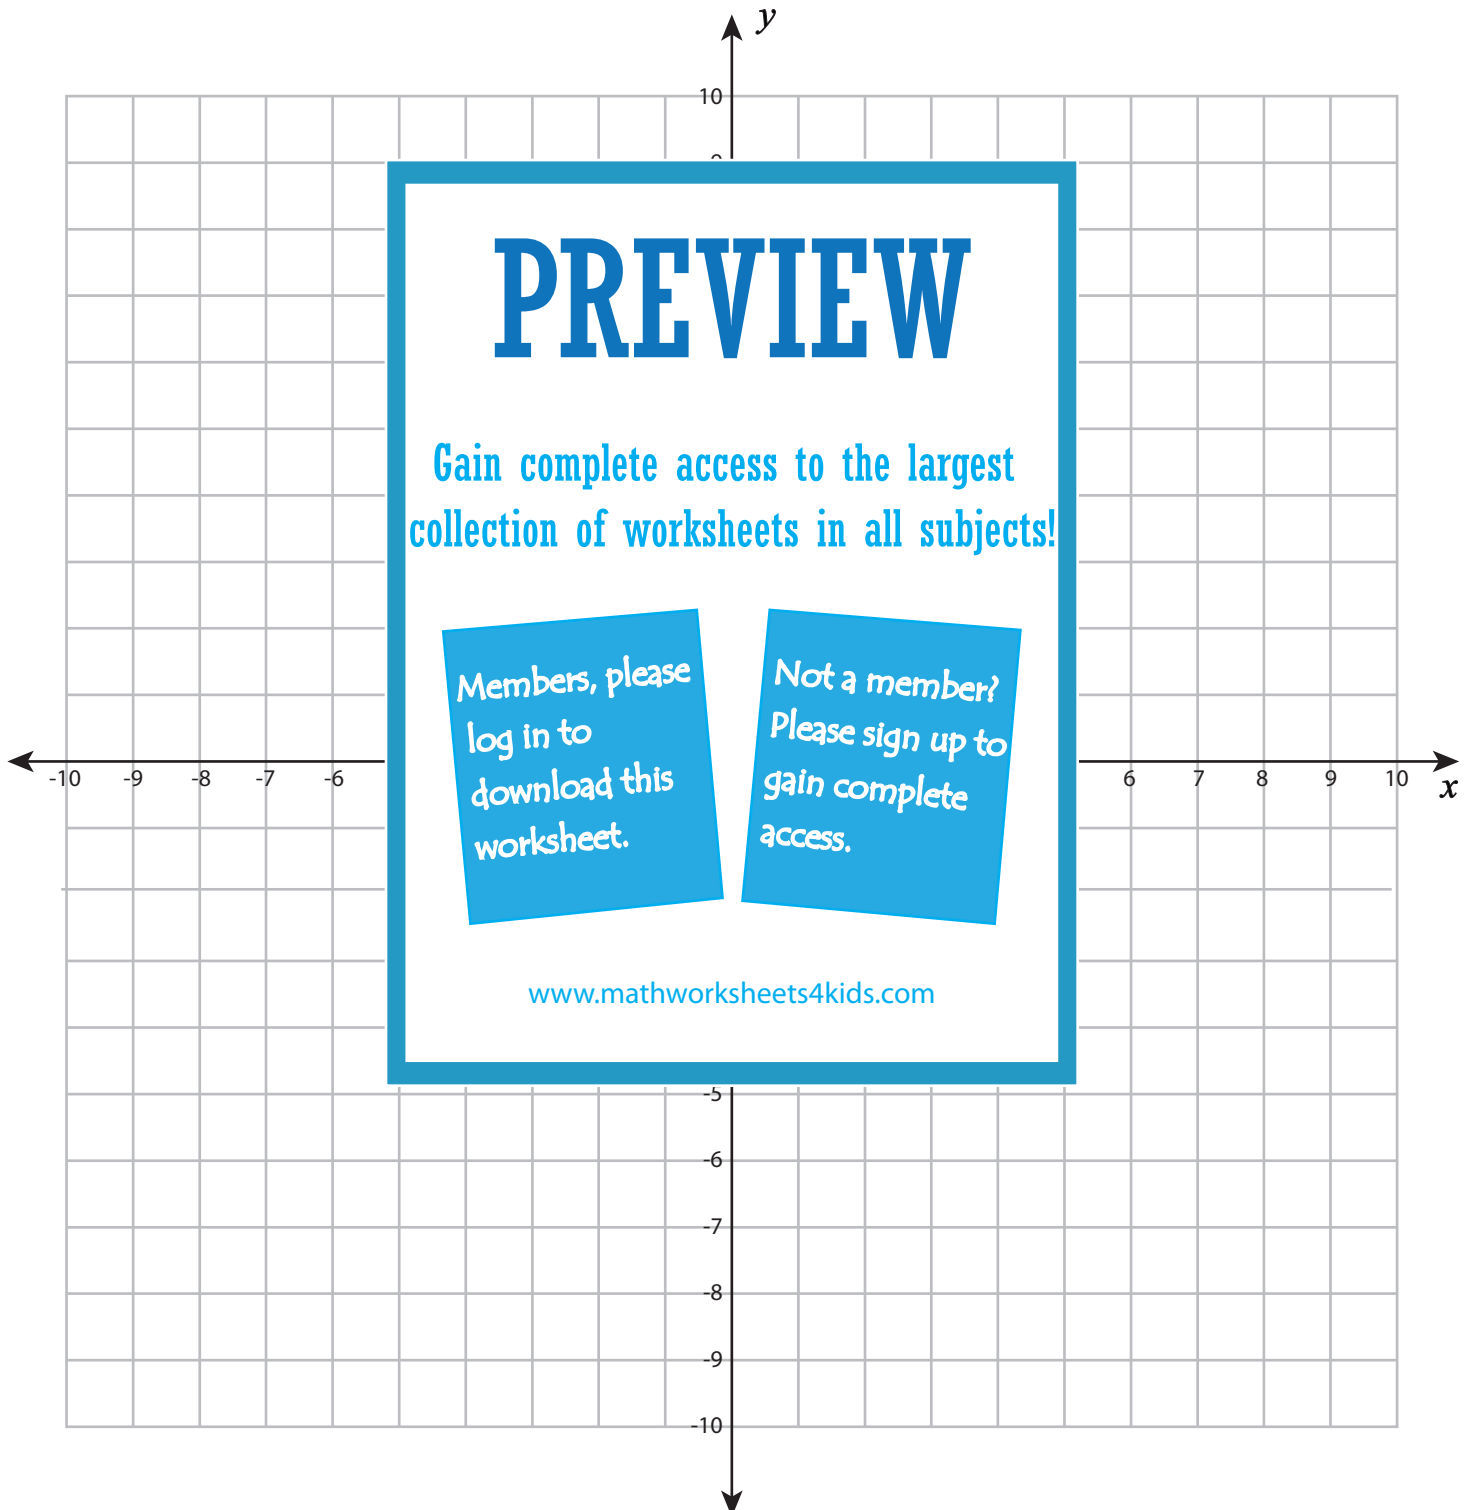 y
10
PREVIEW
Gain complete access to the largest
collection of worksheets in all subjects!
Members, please
log in to
download this
worksheet.
Not a member?
Please sign up to
gain complete
access.
-10 -9 -8 -7 -6 6 7 8 9 10
x
www.mathworksheets4kids.com
-5
-6
-7
-8
-9
-10